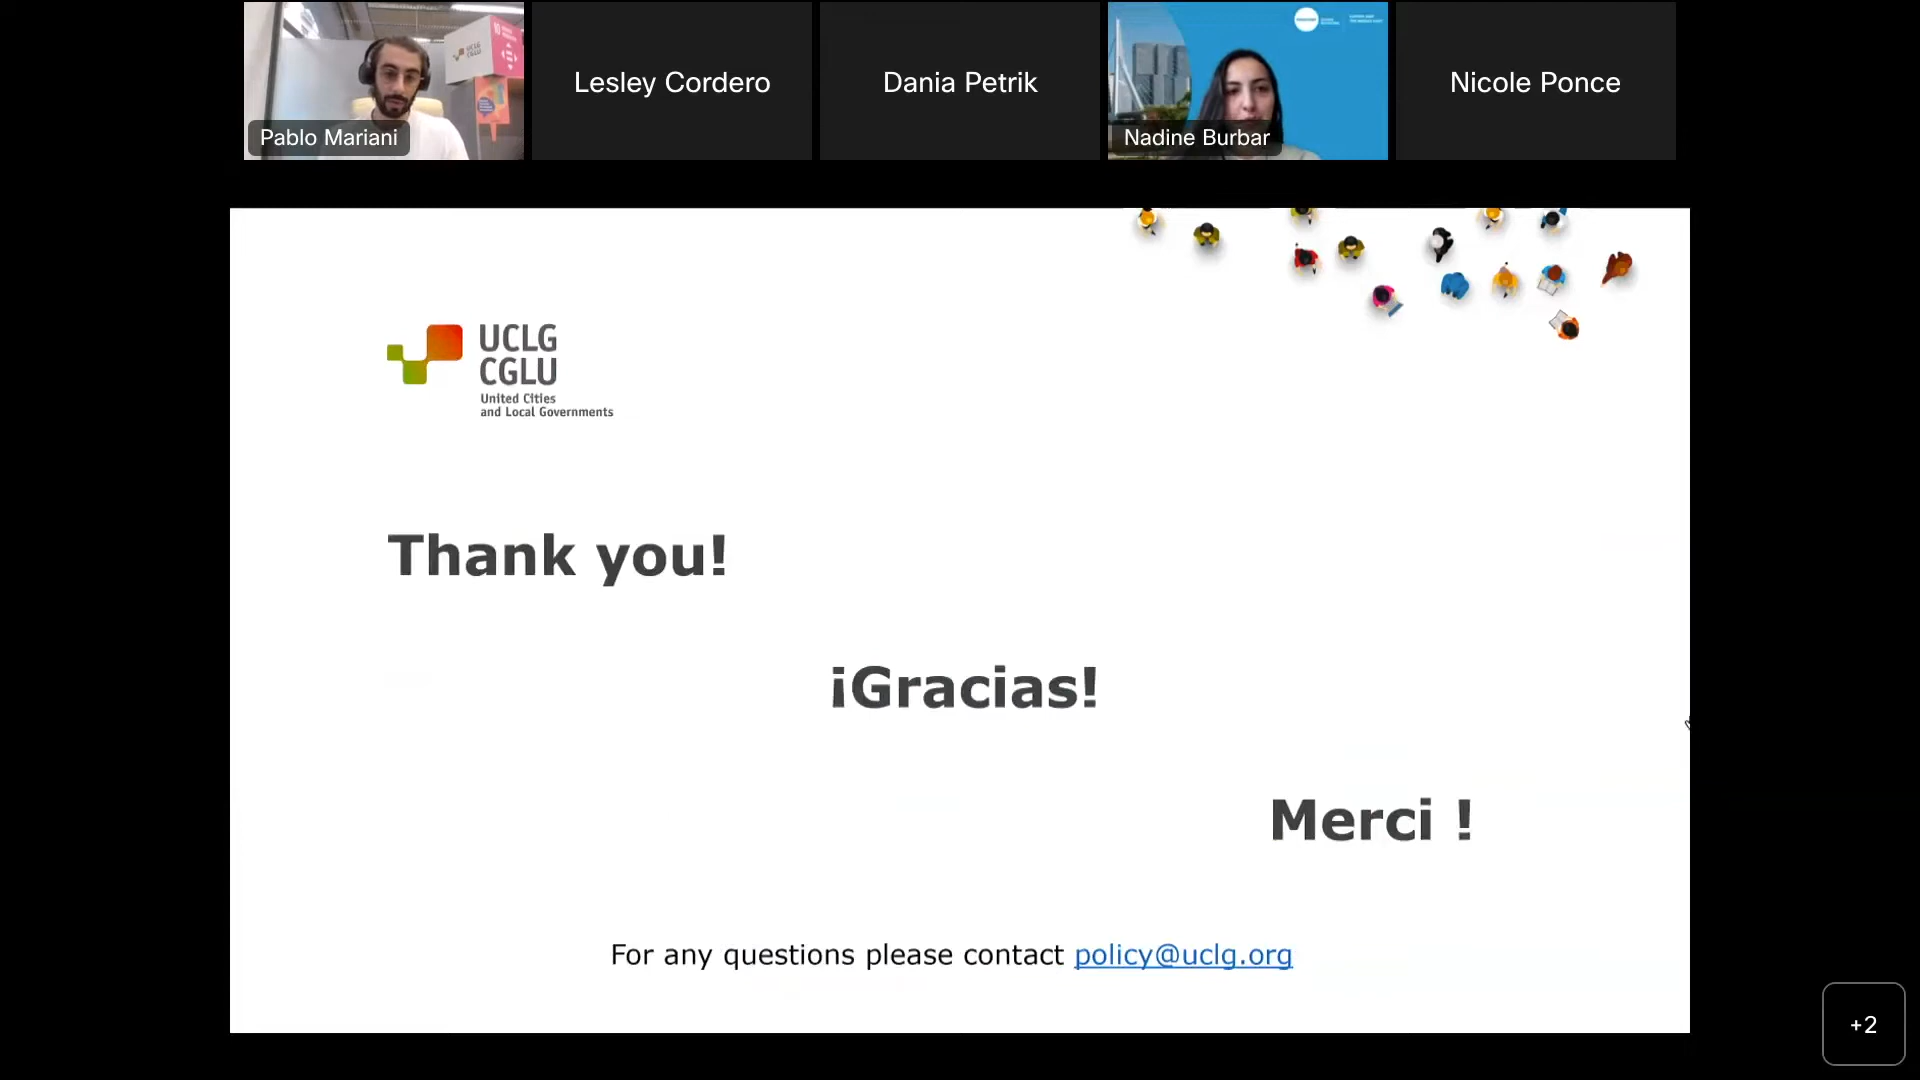 Pablo Mariani
Lesley Cordero
Dania Petrik
Nadine Burbar
Nicole Ponce
UCLG
CGLU
United Cities
and Local Governments
Thank you!
¡Gracias!
Merci !
For any questions please contact policy@uclg.org
+2